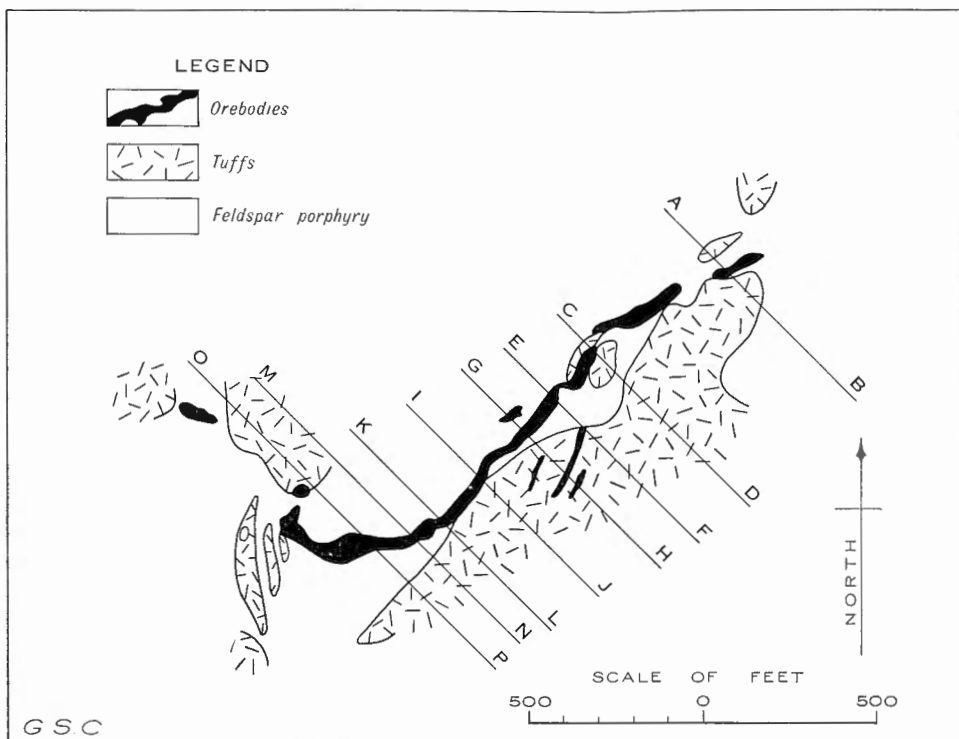 LEGEND
Orebodies
Tuffs
Feldspar porphyry
A
C
E
G
O
M
I
K
B
D
F
H
J
L
N
P
NORTH
SCALE OF FEET
500 0 500
G S.C